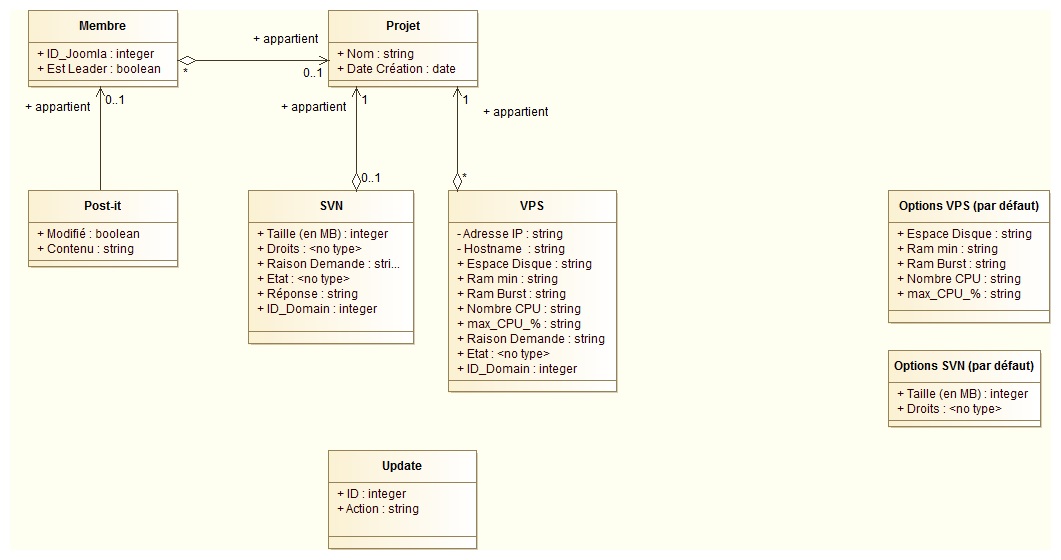 Membre
+ ID_Joomla : integer
+ Est Leader : boolean
+ appartient
*
0..1
Projet
+ Nom : string
+ Date Création : date
+ appartient
0..1
+ appartient
1
0..1
1
+ appartient
*
Post-it
+ Modifié : boolean
+ Contenu : string
SVN
+ Taille (en MB) : integer
+ Droits : <no type>
+ Raison Demande : stri...
+ Etat : <no type>
+ Réponse : string
+ ID_Domain : integer
VPS
- Adresse IP : string
- Hostname : string
+ Espace Disque : string
+ Ram min : string
+ Ram Burst : string
+ Nombre CPU : string
+ max_CPU_% : string
+ Raison Demande : string
+ Etat : <no type>
+ ID_Domain : integer
Options VPS (par défaut)
+ Espace Disque : string
+ Ram min : string
+ Ram Burst : string
+ Nombre CPU : string
+ max_CPU_% : string
Options SVN (par défaut)
+ Taille (en MB) : integer
+ Droits : <no type>
Update
+ ID : integer
+ Action : string